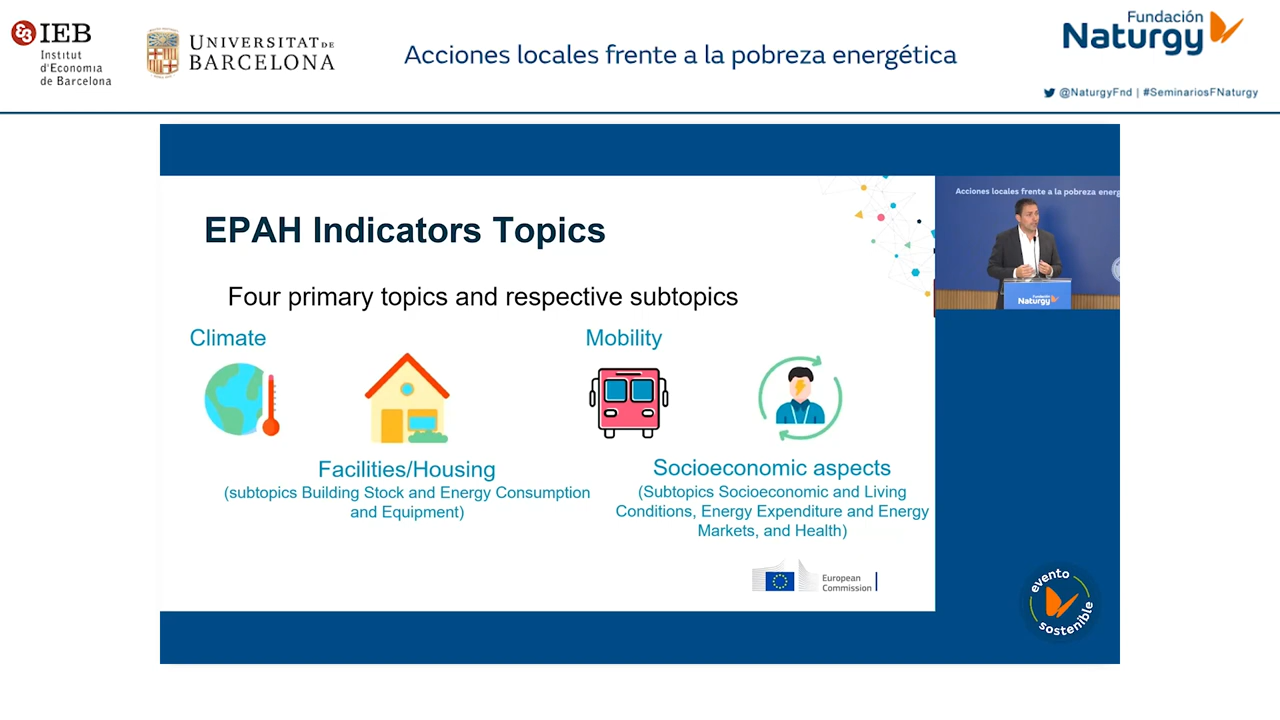 IEB
Institut
d'Economia
de Barcelona
UNIVERSITAT DE
BARCELONA
Acciones locales frente a la pobreza energética
Fundación
Naturgy
@NaturgyFnd | #SeminariosFNaturgy
EPAH Indicators Topics
Four primary topics and respective subtopics
Climate
Mobility
Facilities/Housing
(subtopics Building Stock and Energy Consumption
and Equipment)
Socioeconomic aspects
(Subtopics Socioeconomic and Living
Conditions, Energy Expenditure and Energy
Markets, and Health)
European
Commission
Acciones locales frente a la pobreza energ
Fundación
Naturgy
evento
sostenible